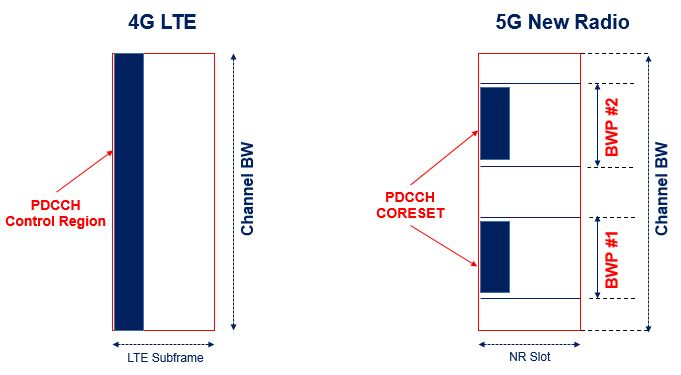 4G LTE
PDCCH
Control Region
Channel BW
LTE Subframe
5G New Radio
PDCCH
CORESET
BWP #2
BWP #1
Channel BW
NR Slot